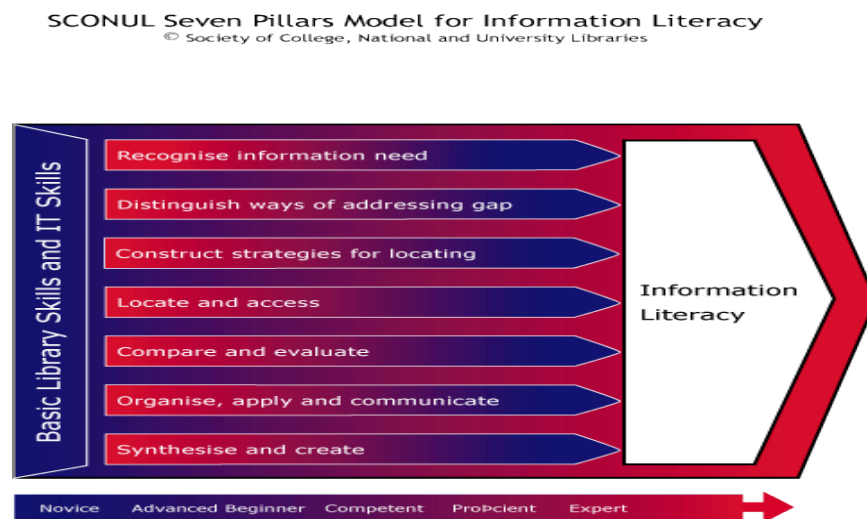 SCONUL Seven Pillars Model for Information Literacy
© Society of College, National and University Libraries
Basic Library Skills and IT Skills
Recognise information need
Distinguish ways of addressing gap
Construct strategies for locating
Locate and access
Compare and evaluate
Organise, apply and communicate
Synthesise and create
Information
Literacy
Novice Advanced Beginner Competent ProÞcient Expert